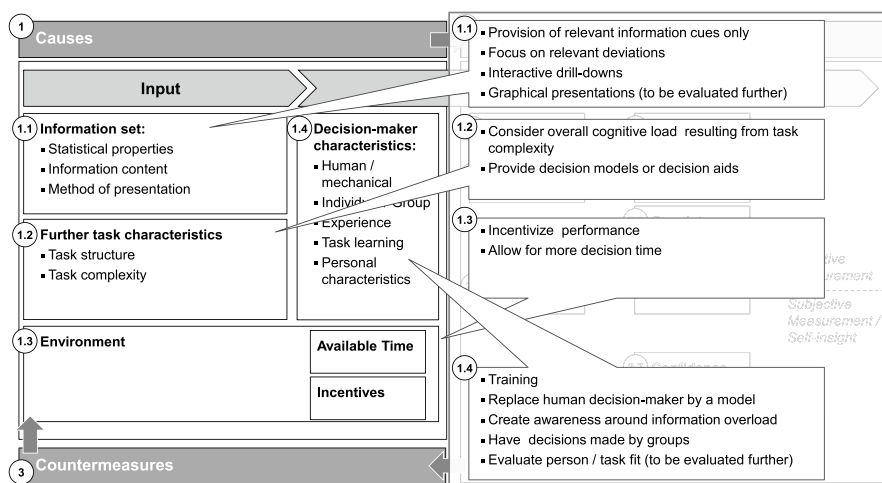 1 Causes
Input
1.1 Information set:
▪ Statistical properties
▪ Information content
▪ Method of presentation
1.2 Further task characteristics
▪ Task structure
▪ Task complexity
1.4 Decision-maker
characteristics:
▪ Human /
mechanical
▪ Group
▪ Experience
▪ Task learning
▪ Personal
characteristics
1.3 Environment
Available Time
Incentives
3 Countermeasures
1.1
▪ Provision of relevant information cues only
▪ Focus on relevant deviations
▪ Interactive drill-downs
▪ Graphical presentations (to be evaluated further)
1.2
▪ Consider overall cognitive load resulting from task
complexity
▪ Provide decision models or decision aids
1.3
▪ Incentivize performance
▪ Allow for more decision time
Subjective
Measurement /
Self-insight
1.4
▪ Training
▪ Replace human decision-maker by a model
▪ Create awareness around information overload
▪ Have decisions made by groups
▪ Evaluate person / task fit (to be evaluated further)